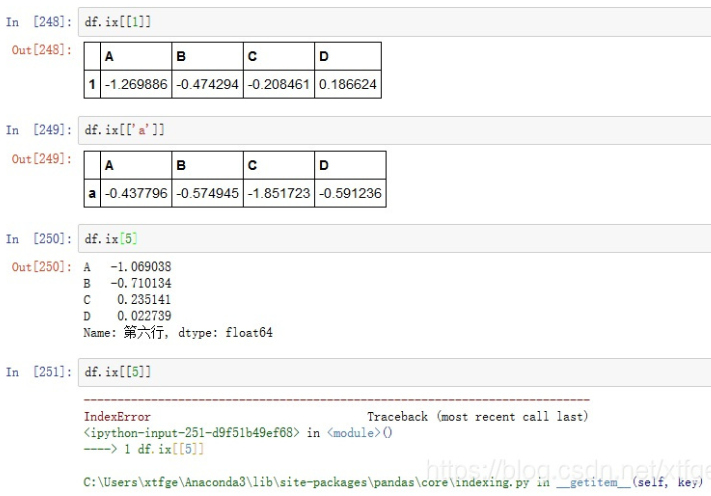 In [248]: df.ix[[1]]
Out[248]:
A B C D
1 -1.269886 -0.474294 -0.208461 0.186624
In [249]: df.ix[['a']]
Out[249]:
A B C D
a -0.437796 -0.574945 -1.851723 -0.591236
In [250]: df.ix[5]
Out[250]: A -1.069038
B -0.710134
C 0.235141
D 0.022739
Name: 第六行, dtype: float64
In [251]: df.ix[[5]]
---------------------------------------------------------------------------
IndexError Traceback (most recent call last)
<ipython-input-251-d9f51b49ef68> in <module>()
----> 1 df.ix[[5]]
C:\Users\xtfge\Anaconda3\lib\site-packages\pandas\core\indexing.py in __getitem__(self, key)
https://blog.csdn.net/xtfge